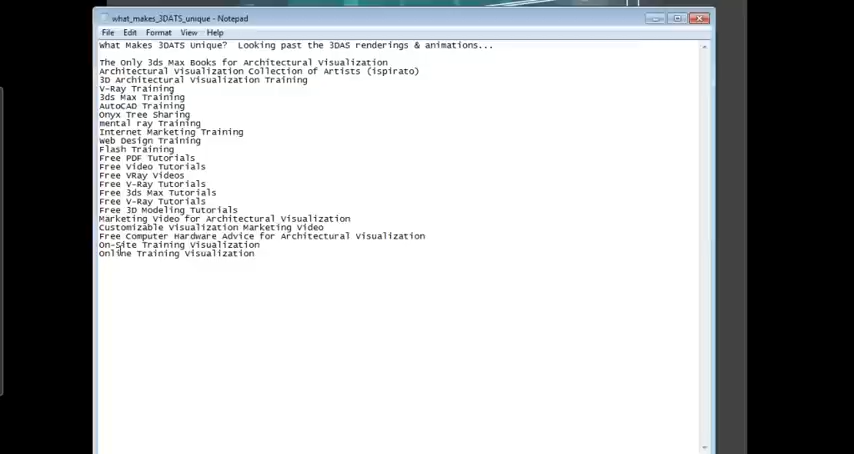 what_makes_3DATS_unique - Notepad
File Edit Format View Help
What Makes 3DATS Unique? Looking past the 3DAS renderings & animations...
The Only 3ds Max Books for Architectural Visualization
Architectural Visualization Collection of Artists (ispirato)
3D Architectural Visualization Training
V-Ray Training
3ds Max Training
AutoCAD Training
Onyx Tree Sharing
mental ray Training
Internet Marketing Training
Web Design Training
Flash Training
Free PDF Tutorials
Free Video Tutorials
Free VRay Videos
Free V-Ray Tutorials
Free 3ds Max Tutorials
Free V-Ray Tutorials
Free 3D Modeling Tutorials
Marketing Video for Architectural Visualization
Customizable Visualization Marketing Video
Free Computer Hardware Advice for Architectural Visualization
On-Site Training Visualization
Online Training Visualization